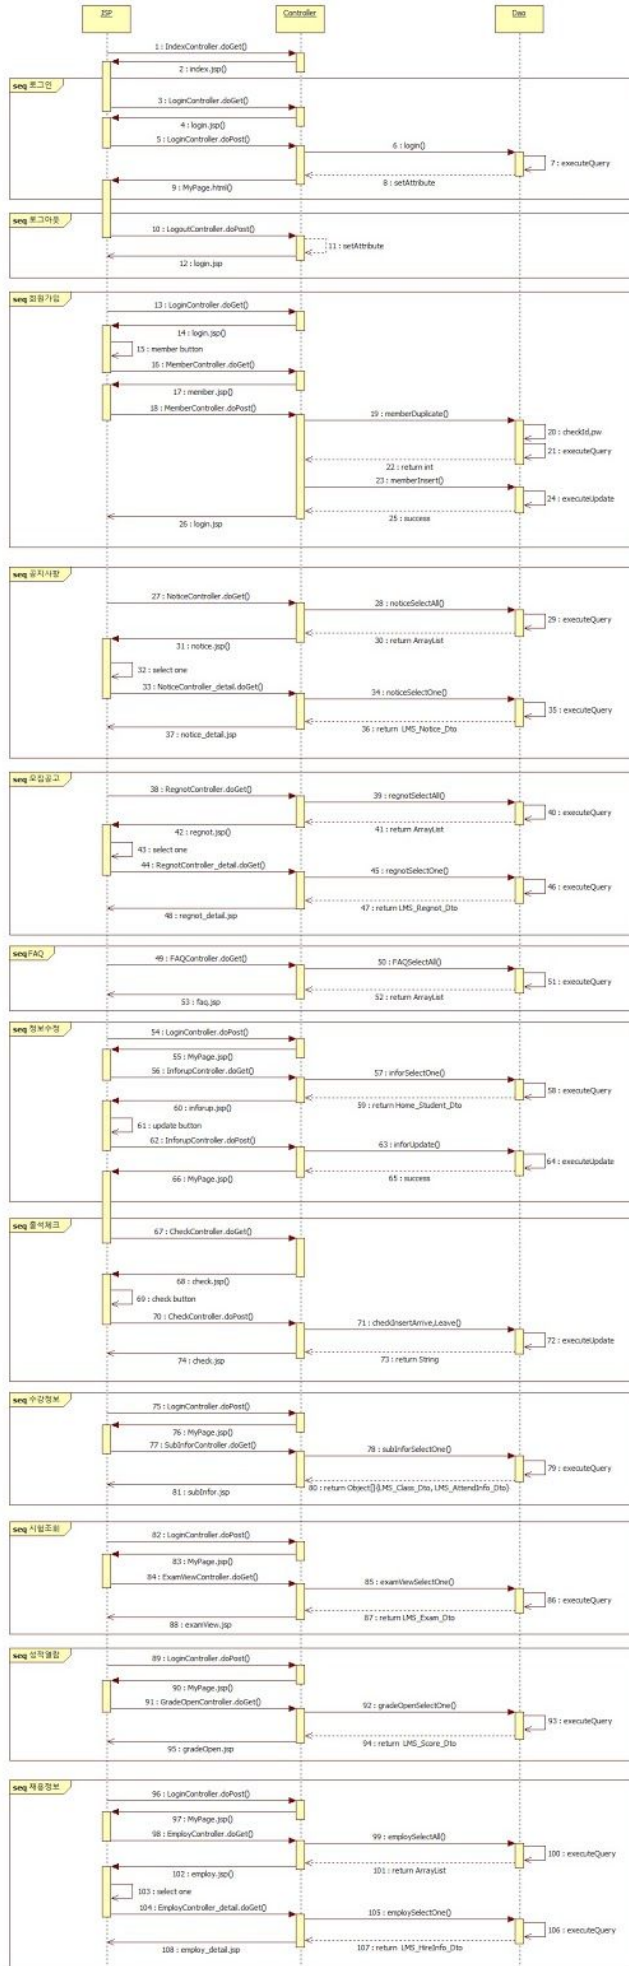 JSP
Controller
Dao
1 : IndexController.doGet()
2 : index.jsp()
seq 로그인
3 : LoginController.doGet()
4 : login.jsp()
5 : LoginController.doPost()
6 : login()
7 : executeQuery
8 : setAttribute
9 : MyPage.html()
seq 로그아웃
10 : LogoutController.doPost()
11 : setAttribute
12 : login.jsp
seq 회원가입
13 : LoginController.doGet()
14 : login.jsp()
15 : member button
16 : MemberController.doGet()
17 : member.jsp()
18 : MemberController.doPost()
19 : memberDuplicate()
20 : checkId,pw
21 : executeQuery
22 : return int
23 : memberInsert()
24 : executeUpdate
25 : success
26 : login.jsp
seq 공지사항
27 : NoticeController.doGet()
28 : noticeSelectAll()
29 : executeQuery
30 : return ArrayList
31 : notice.jsp()
32 : select one
33 : NoticeController_detail.doGet()
34 : noticeSelectOne()
35 : executeQuery
36 : return LMS_Notice_Dto
37 : notice_detail.jsp
seq 모집공고
38 : RegnotController.doGet()
39 : regnotSelectAll()
40 : executeQuery
41 : return ArrayList
42 : regnot.jsp()
43 : select one
44 : RegnotController_detail.doGet()
45 : regnotSelectOne()
46 : executeQuery
47 : return LMS_Regnot_Dto
48 : regnot_detail.jsp
seq FAQ
49 : FAQController.doGet()
50 : FAQSelectAll()
51 : executeQuery
52 : return ArrayList
53 : faq.jsp
seq 정보수정
54 : LoginController.doPost()
55 : MyPage.jsp()
56 : InforupController.doGet()
57 : inforSelectOne()
58 : executeQuery
59 : return Home_Student_Dto
60 : inforup.jsp()
61 : update button
62 : InforupController.doPost()
63 : inforUpdate()
64 : executeUpdate
65 : success
66 : MyPage.jsp()
seq 출석체크
67 : CheckController.doGet()
68 : check.jsp()
69 : check button
70 : CheckController.doPost()
71 : checkInsertArrive,Leave()
72 : executeUpdate
73 : return String
74 : check.jsp
seq 수강정보
75 : LoginController.doPost()
76 : MyPage.jsp()
77 : SubInforController.doGet()
78 : subInforSelectOne()
79 : executeQuery
80 : return Object[]{LMS_Class_Dto, LMS_AttendInfo_Dto}
81 : subInfor.jsp
seq 시험조회
82 : LoginController.doPost()
83 : MyPage.jsp()
84 : ExamViewController.doGet()
85 : examViewSelectOne()
86 : executeQuery
87 : return LMS_Exam_Dto
88 : examView.jsp
seq 성적열람
89 : LoginController.doPost()
90 : MyPage.jsp()
91 : GradeOpenController.doGet()
92 : gradeOpenSelectOne()
93 : executeQuery
94 : return LMS_Score_Dto
95 : gradeOpen.jsp
seq 채용정보
96 : LoginController.doPost()
97 : MyPage.jsp()
98 : EmployController.doGet()
99 : employSelectAll()
100 : executeQuery
101 : return ArrayList
102 : employ.jsp()
103 : select one
104 : EmployController_detail.doGet()
105 : employSelectOne()
106 : executeQuery
107 : return LMS_HireInfo_Dto
108 : employ_detail.jsp